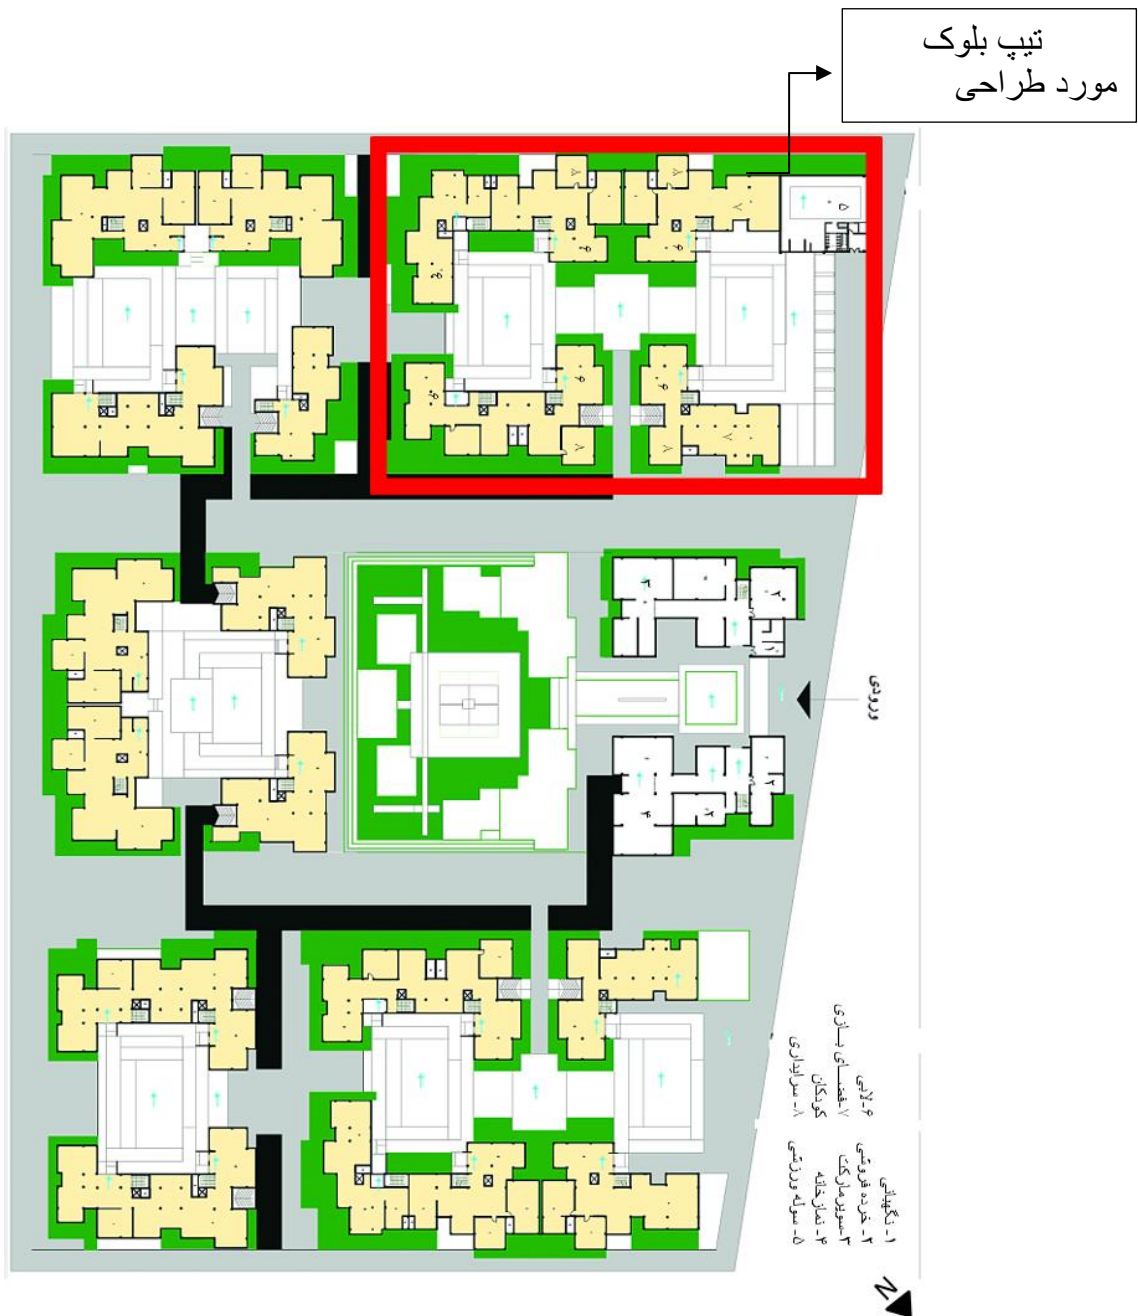 تیپ بلوک
مورد طراحی
ورودی
۱- نگهبانی
۲- خرده فروشی
۳- سوپرمارکت
۴- نمازخانه
۵- سوله ورزشی
۶- لابی
۷- فضای بازی
کودکان
۸- سرایداری
N